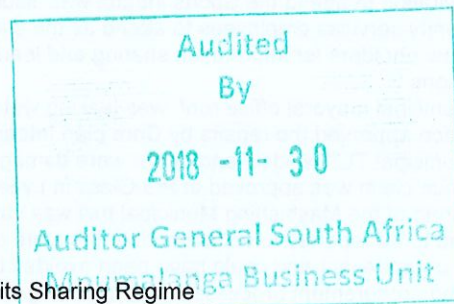 Audited
By
2018 -11- 30
Auditor General South Africa
Mpumalanga Business Unit
its Sharing Regime